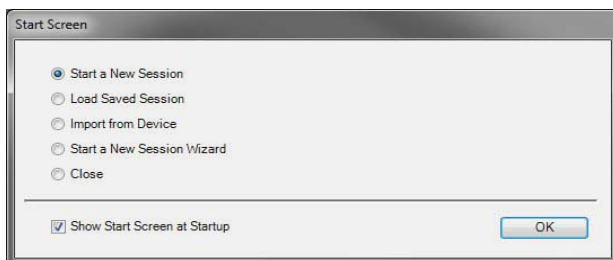 Start Screen
Start a New Session
Load Saved Session
Import from Device
Start a New Session Wizard
Close
Show Start Screen at Startup
OK